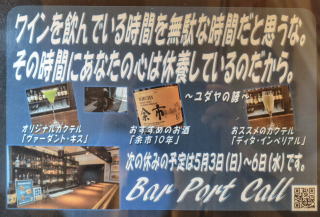 ワインを飲んでいる時間を無駄な時間だと思うな。
その時間にあなたの心は休養しているのだから。
～ユダヤの諺～
余市
オリジナルカクテル
「ヴァーダント・キス」
おすすめのお酒
「余市10年」
おススメのカクテル
「ディタ・インペリアル」
次の休みの予定は5月3日(日)～6日(水)です。
Bar Port Call